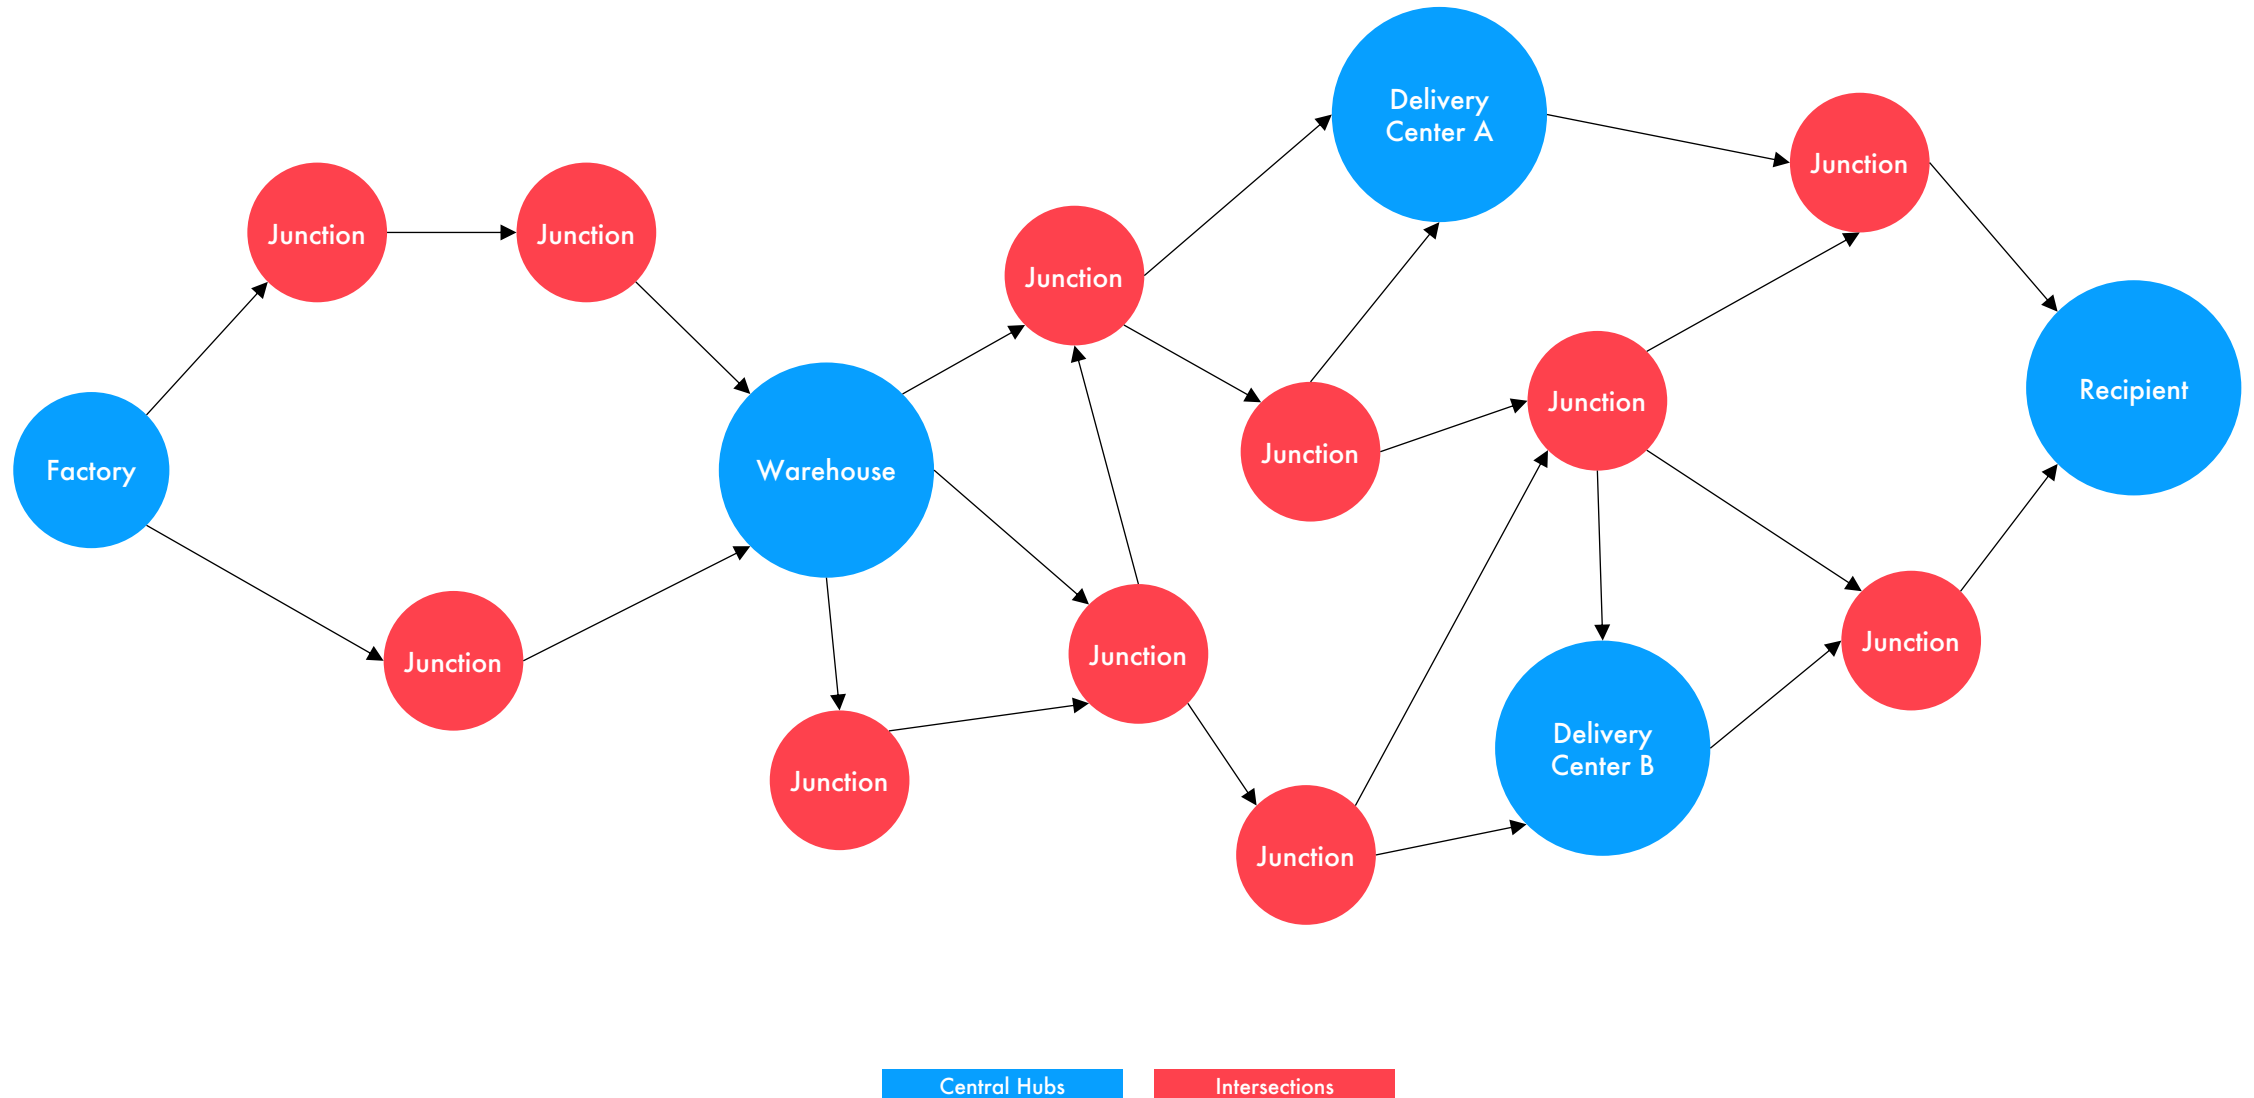 Delivery
Center A
Junction
Junction
Junction
Junction
Recipient
Junction
Junction
Factory
Warehouse
Junction
Junction
Junction
Junction
Delivery
Center B
Junction
Junction
Central Hubs
Intersections